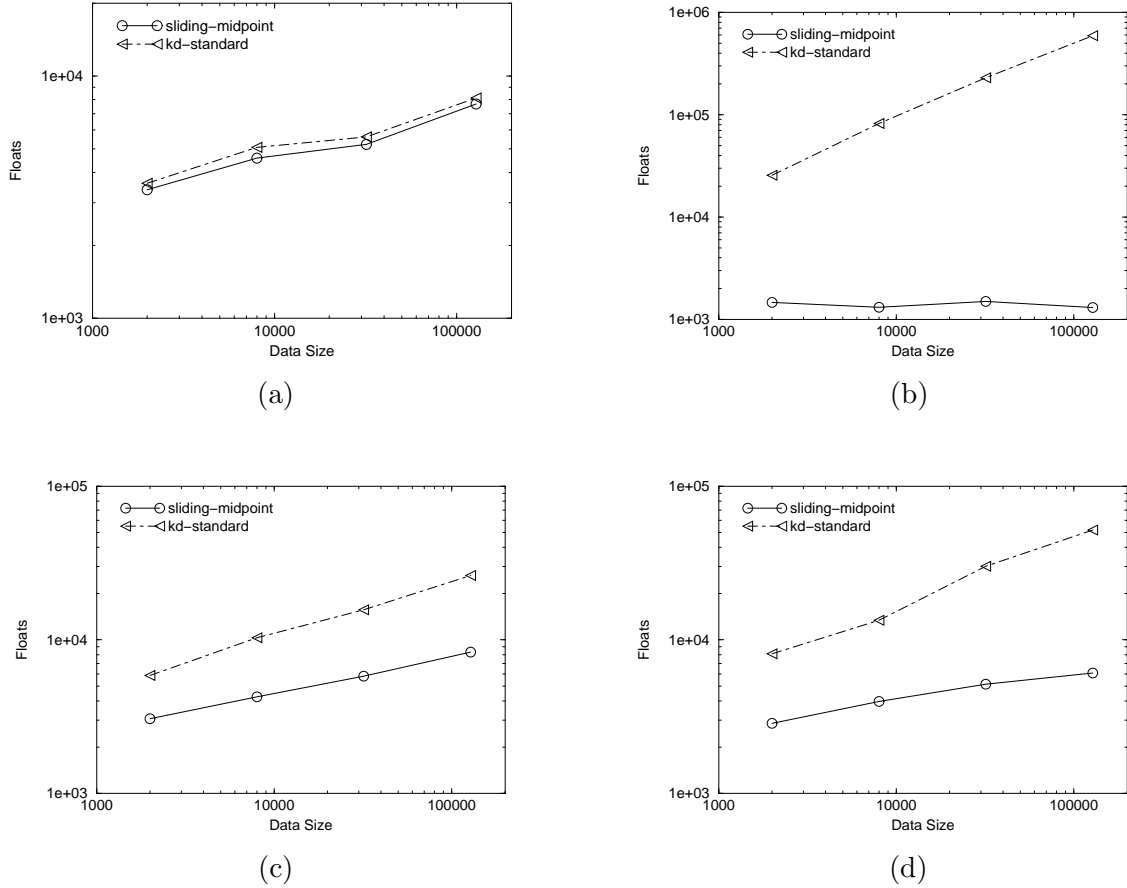 sliding-midpoint
kd-standard
1e+04
1e+03
Floats
1000
10000
100000
Data Size
(a)
sliding-midpoint
kd-standard
1e+06
1e+05
1e+04
1e+03
Floats
1000
10000
100000
Data Size
(b)
sliding-midpoint
kd-standard
1e+05
1e+04
1e+03
Floats
1000
10000
100000
Data Size
(c)
sliding-midpoint
kd-standard
1e+05
1e+04
1e+03
Floats
1000
10000
100000
Data Size
(d)